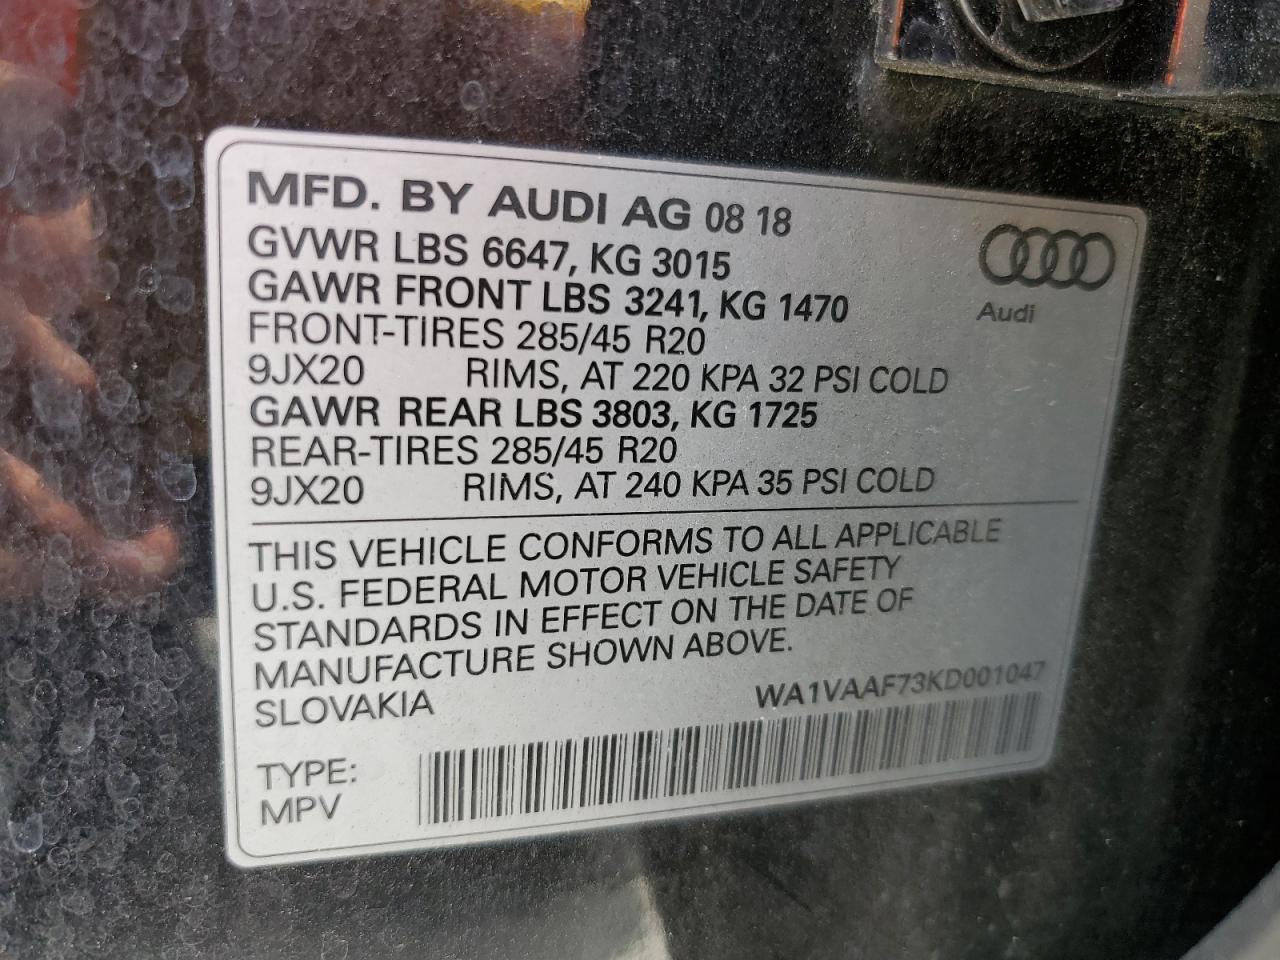 MFD. BY AUDI AG 08 18
GVWR LBS 6647, KG 3015
GAWR FRONT LBS 3241, KG 1470
FRONT-TIRES 285/45 R20
9JX20 RIMS, AT 220 KPA 32 PSI COLD
GAWR REAR LBS 3803, KG 1725
REAR-TIRES 285/45 R20
9JX20 RIMS, AT 240 KPA 35 PSI COLD
Audi
THIS VEHICLE CONFORMS TO ALL APPLICABLE
U.S. FEDERAL MOTOR VEHICLE SAFETY
STANDARDS IN EFFECT ON THE DATE OF
MANUFACTURE SHOWN ABOVE.
SLOVAKIA WA1VAAF73KD001047
TYPE:
MPV